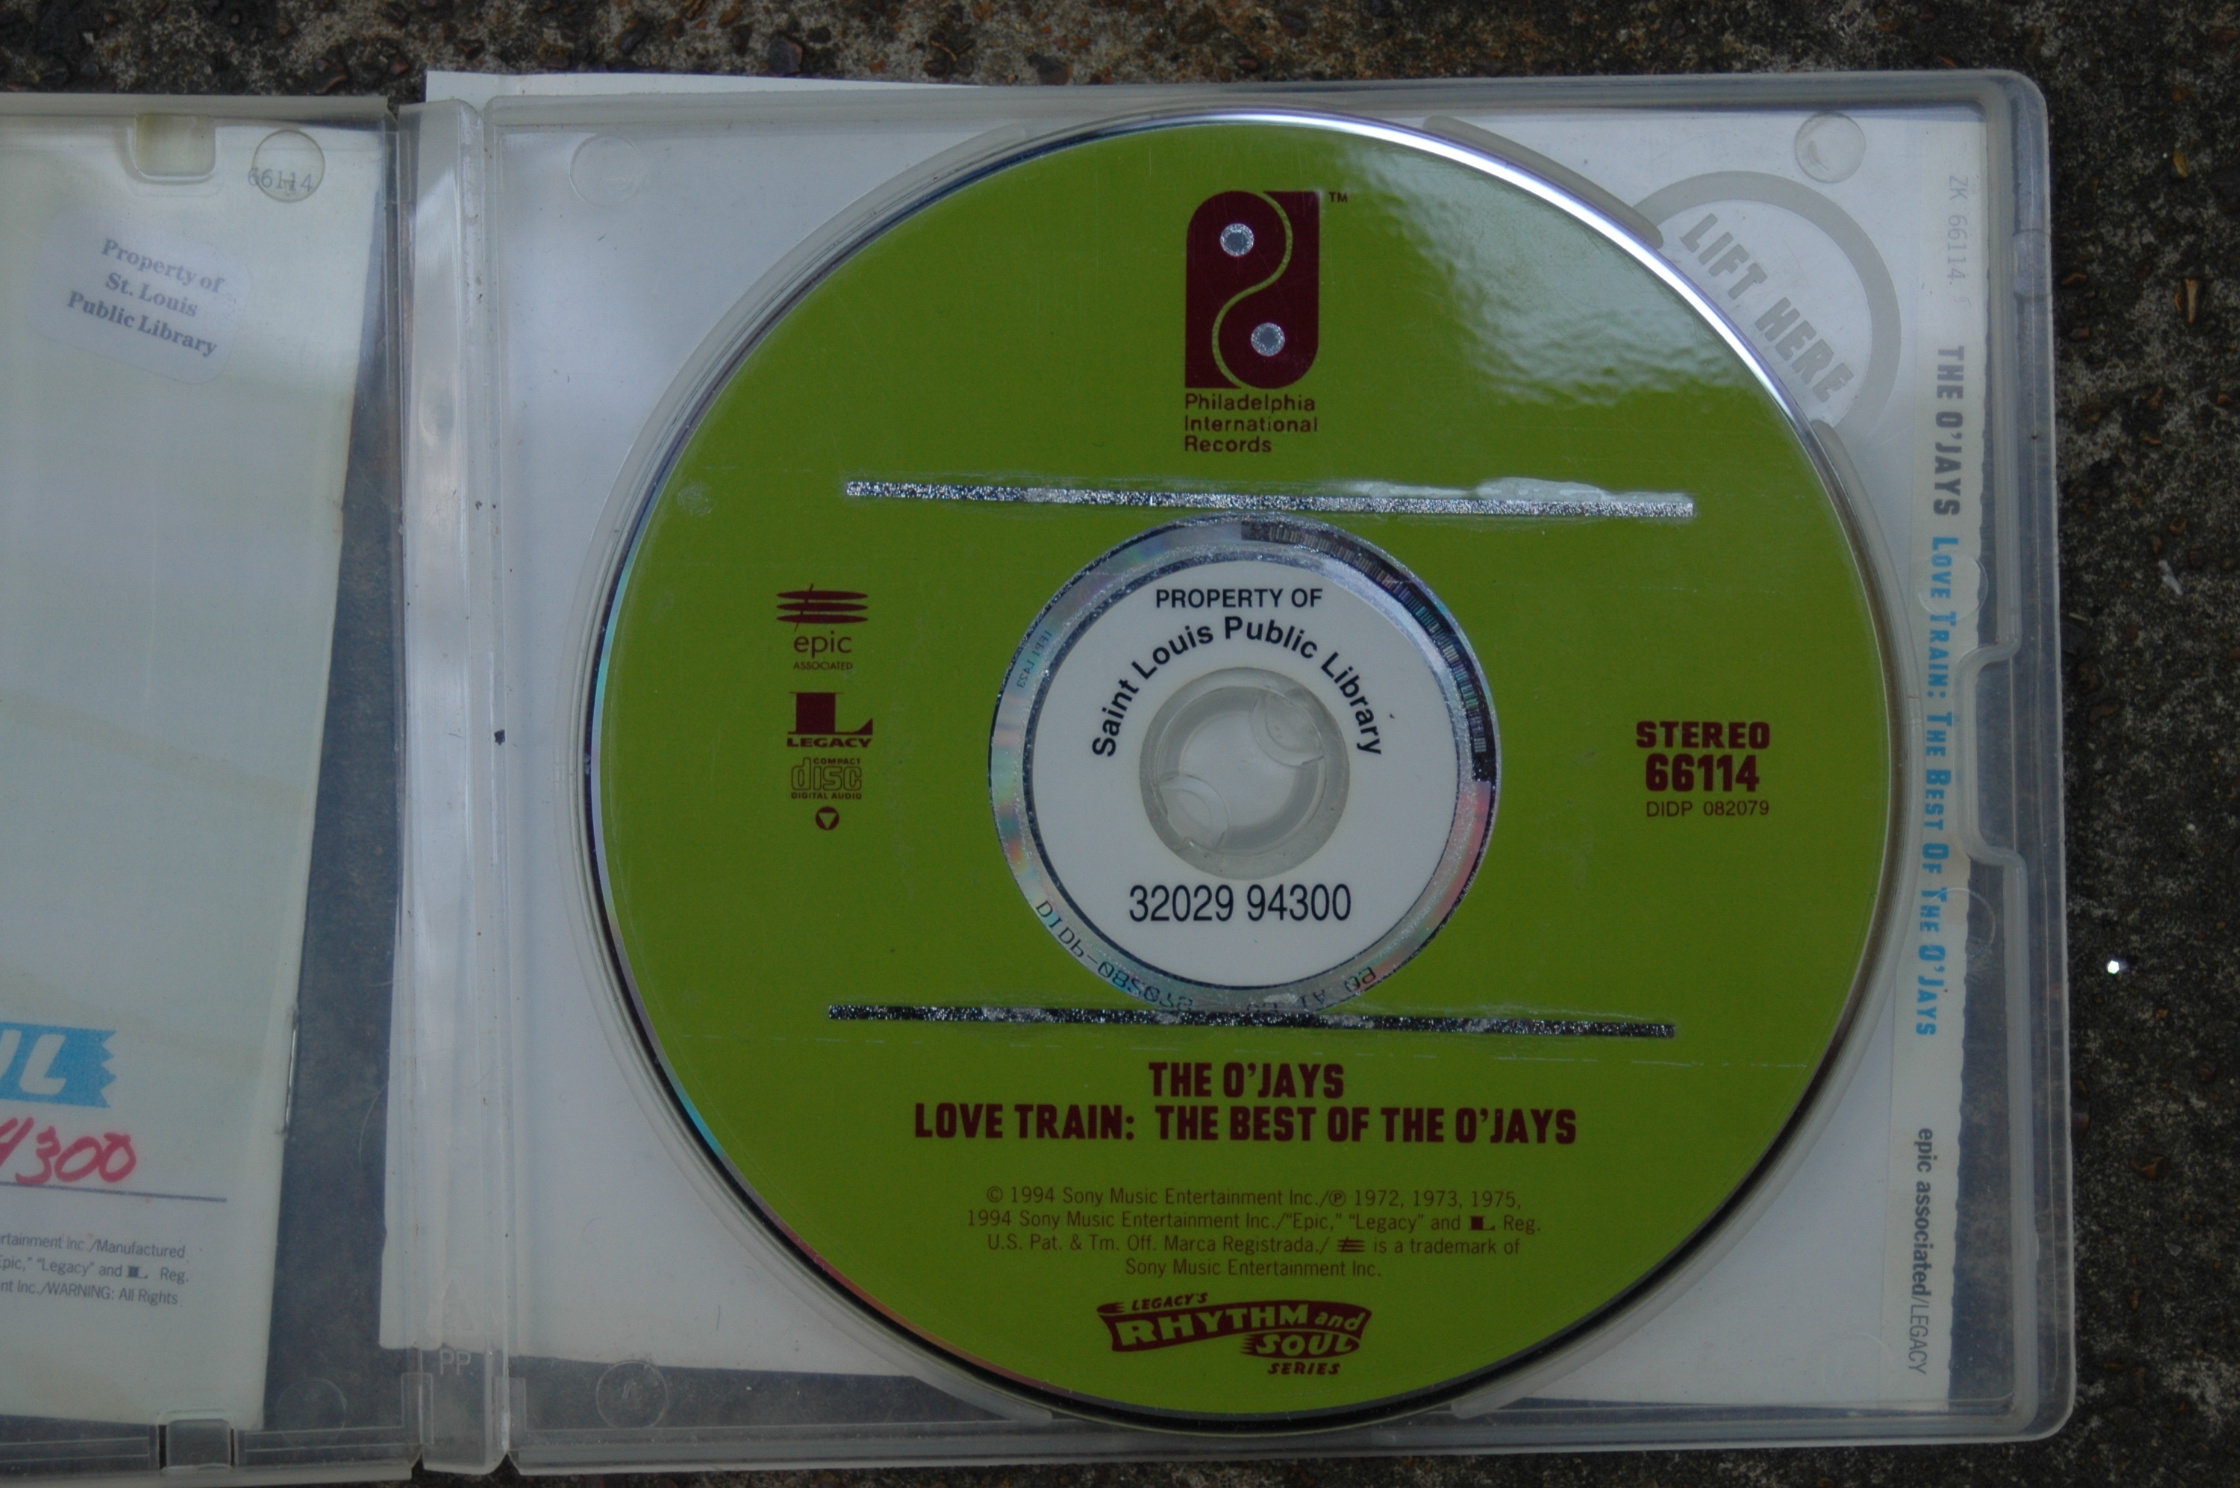 66114
Property of
St. Louis
Public Library
4300
rtainment Inc./Manufactured
Epic," "Legacy" and L Reg.
nt Inc./WARNING: All Rights
PP
TM
Philadelphia
International
Records
epic
ASSOCIATED
L
LEGACY
COMPACT
disc
DIGITAL AUDIO
PROPERTY OF
Saint Louis Public Library
32029 94300
STEREO
66114
DIDP 082079
THE O'JAYS
LOVE TRAIN: THE BEST OF THE O'JAYS
© 1994 Sony Music Entertainment Inc./℗ 1972, 1973, 1975,
1994 Sony Music Entertainment Inc./"Epic," "Legacy" and L Reg.
U.S. Pat. & Tm. Off. Marca Registrada./ is a trademark of
Sony Music Entertainment Inc.
LEGACY'S
RHYTHM and
SOUL
SERIES
LIFT HERE
ZK 66114 THE O'JAYS LOVE TRAIN: THE BEST OF THE O'JAYS epic associated/LEGACY